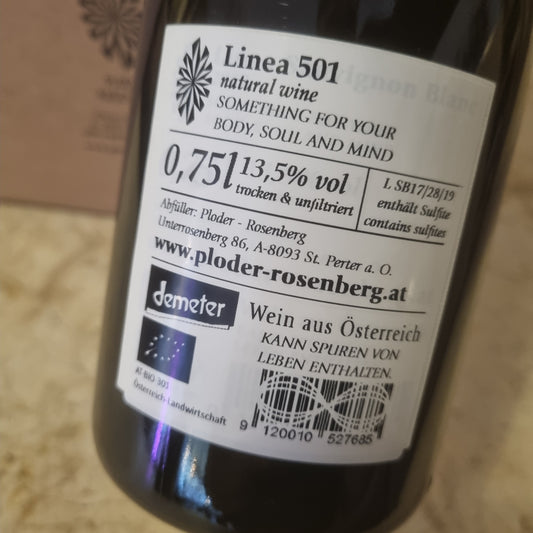 Linea 501
natural wine
SOMETHING FOR YOUR
BODY, SOUL AND MIND
0,75l
13,5% vol
trocken & unfiltriert
L SB17/28/19
enthält Sulfite
contains sulfites
Abfüller: Ploder - Rosenberg
Unterrosenberg 86, A-8093 St. Perter a. O.
www.ploder-rosenberg.at
demeter
Wein aus Österreich
KANN SPUREN VON
LEBEN ENTHALTEN.
AT-BIO 301
Österreich-Landwirtschaft
9 120010 527685
Blanc